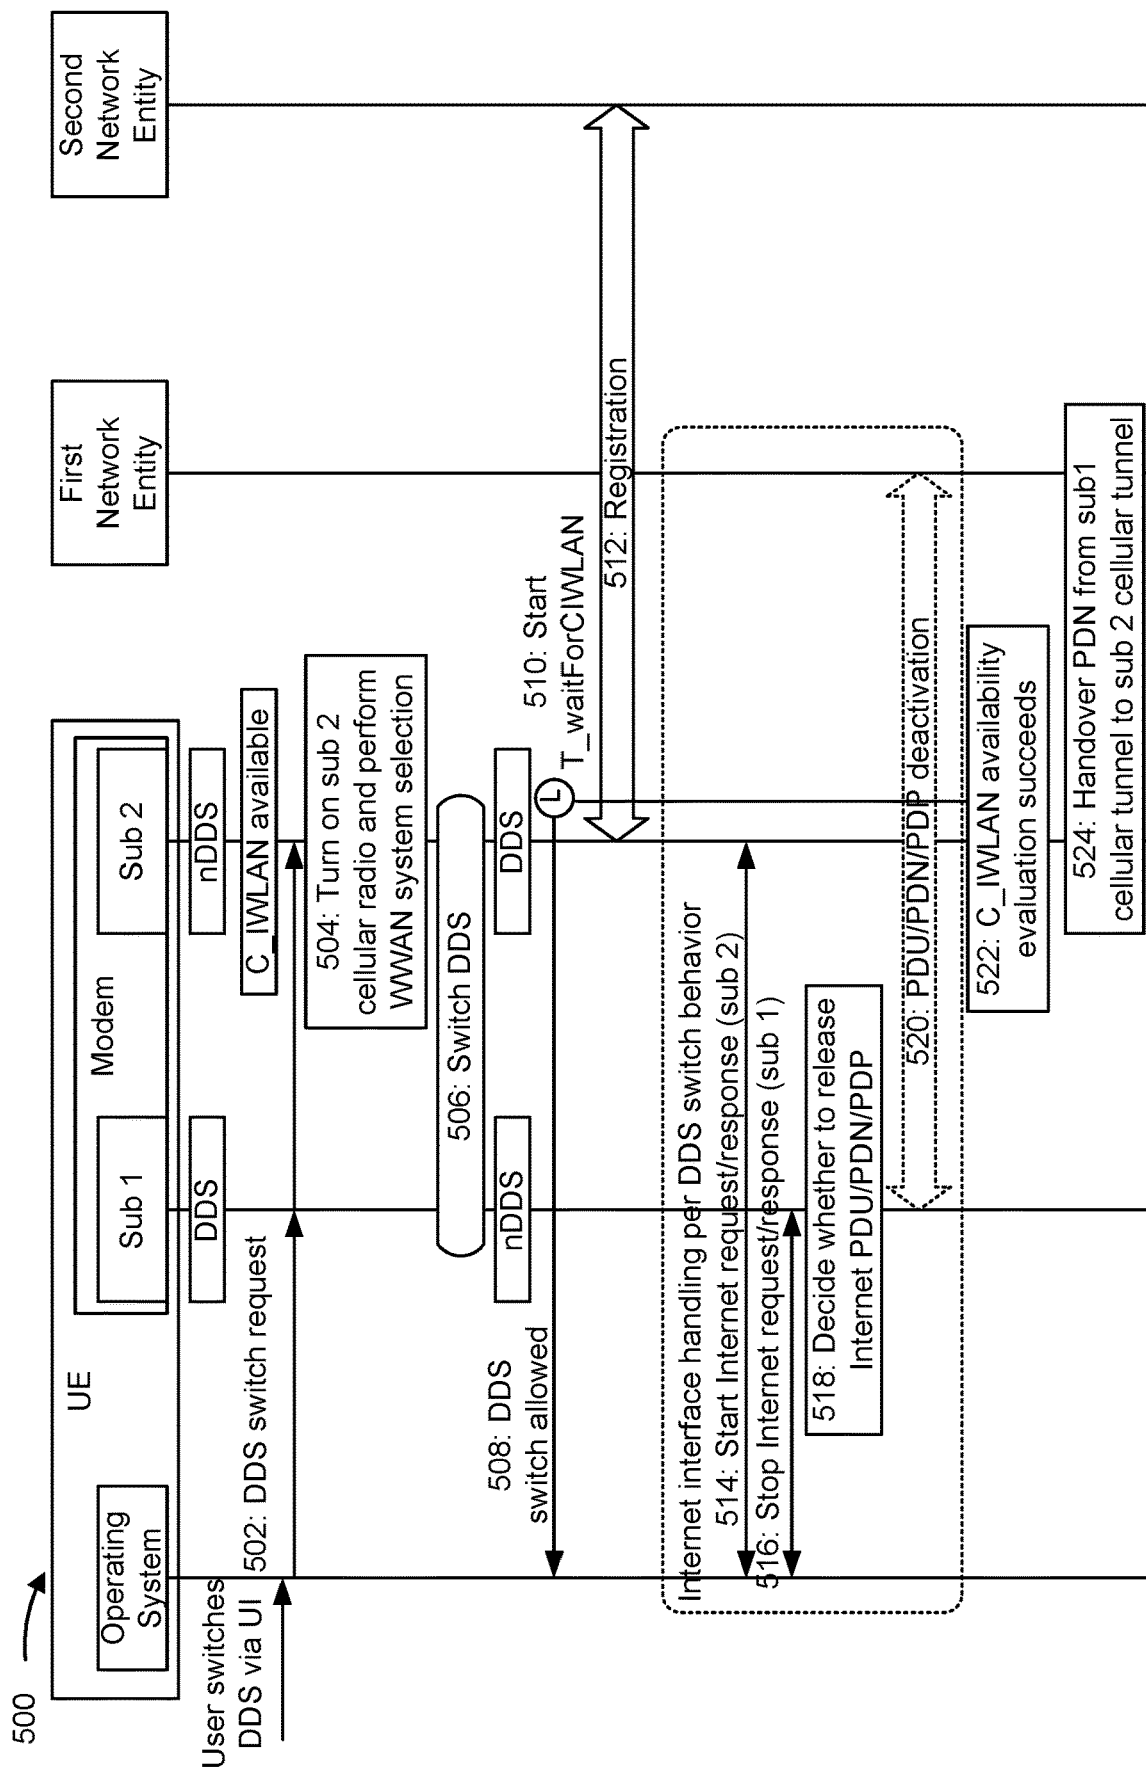 500
UE
Operating
System
Modem
Sub 1
Sub 2
First
Network
Entity
Second
Network
Entity
DDS
nDDS
User switches
DDS via UI
502: DDS switch request
C_IWLAN available
504: Turn on sub 2
cellular radio and perform
WWAN system selection
506: Switch DDS
nDDS
DDS
508: DDS
switch allowed
510: Start
T_waitForCIWLAN
512: Registration
Internet interface handling per DDS switch behavior
514: Start Internet request/response (sub 2)
516: Stop Internet request/response (sub 1)
518: Decide whether to release
Internet PDU/PDN/PDP
520: PDU/PDN/PDP deactivation
522: C_IWLAN availability
evaluation succeeds
524: Handover PDN from sub1
cellular tunnel to sub 2 cellular tunnel